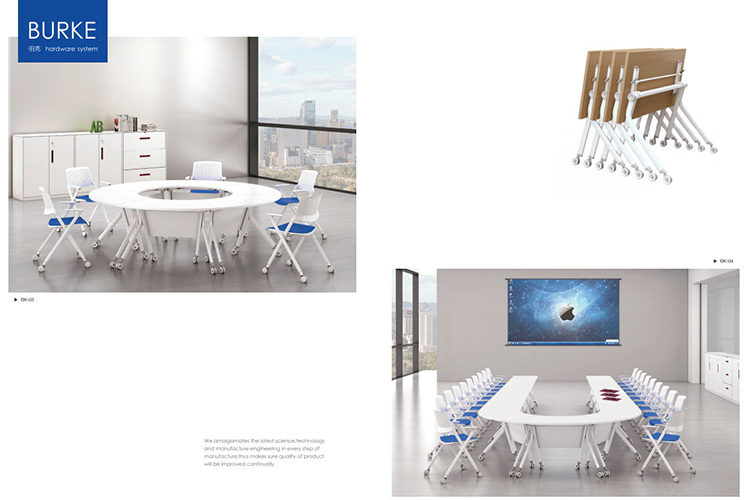 BURKE
伯克 hardware system
▶ BK-03
▶ BK-04
AB
We amalgamates the latest science,technology
and manufacture engineering in every step of
manufacture,thus makes sure quality of product
will be improved continually.